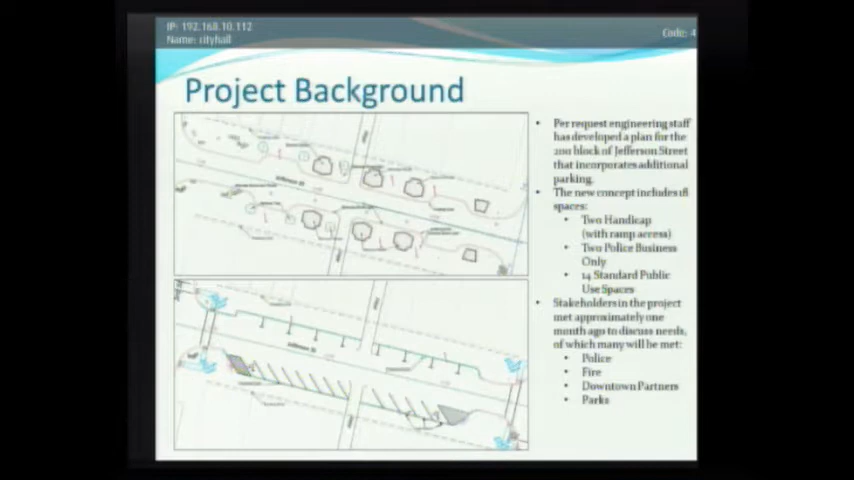 IP: 192.168.10.112
Name: cityhall
Code: 4
Project Background
Per request engineering staff
has developed a plan for the
200 block of Jefferson Street
that incorporates additional
parking.
The new concept includes 18
spaces:
Two Handicap
(with ramp access)
Two Police Business
Only
14 Standard Public
Use Spaces
Stakeholders in the project
met approximately one
month ago to discuss needs,
of which many will be met:
Police
Fire
Downtown Partners
Parks